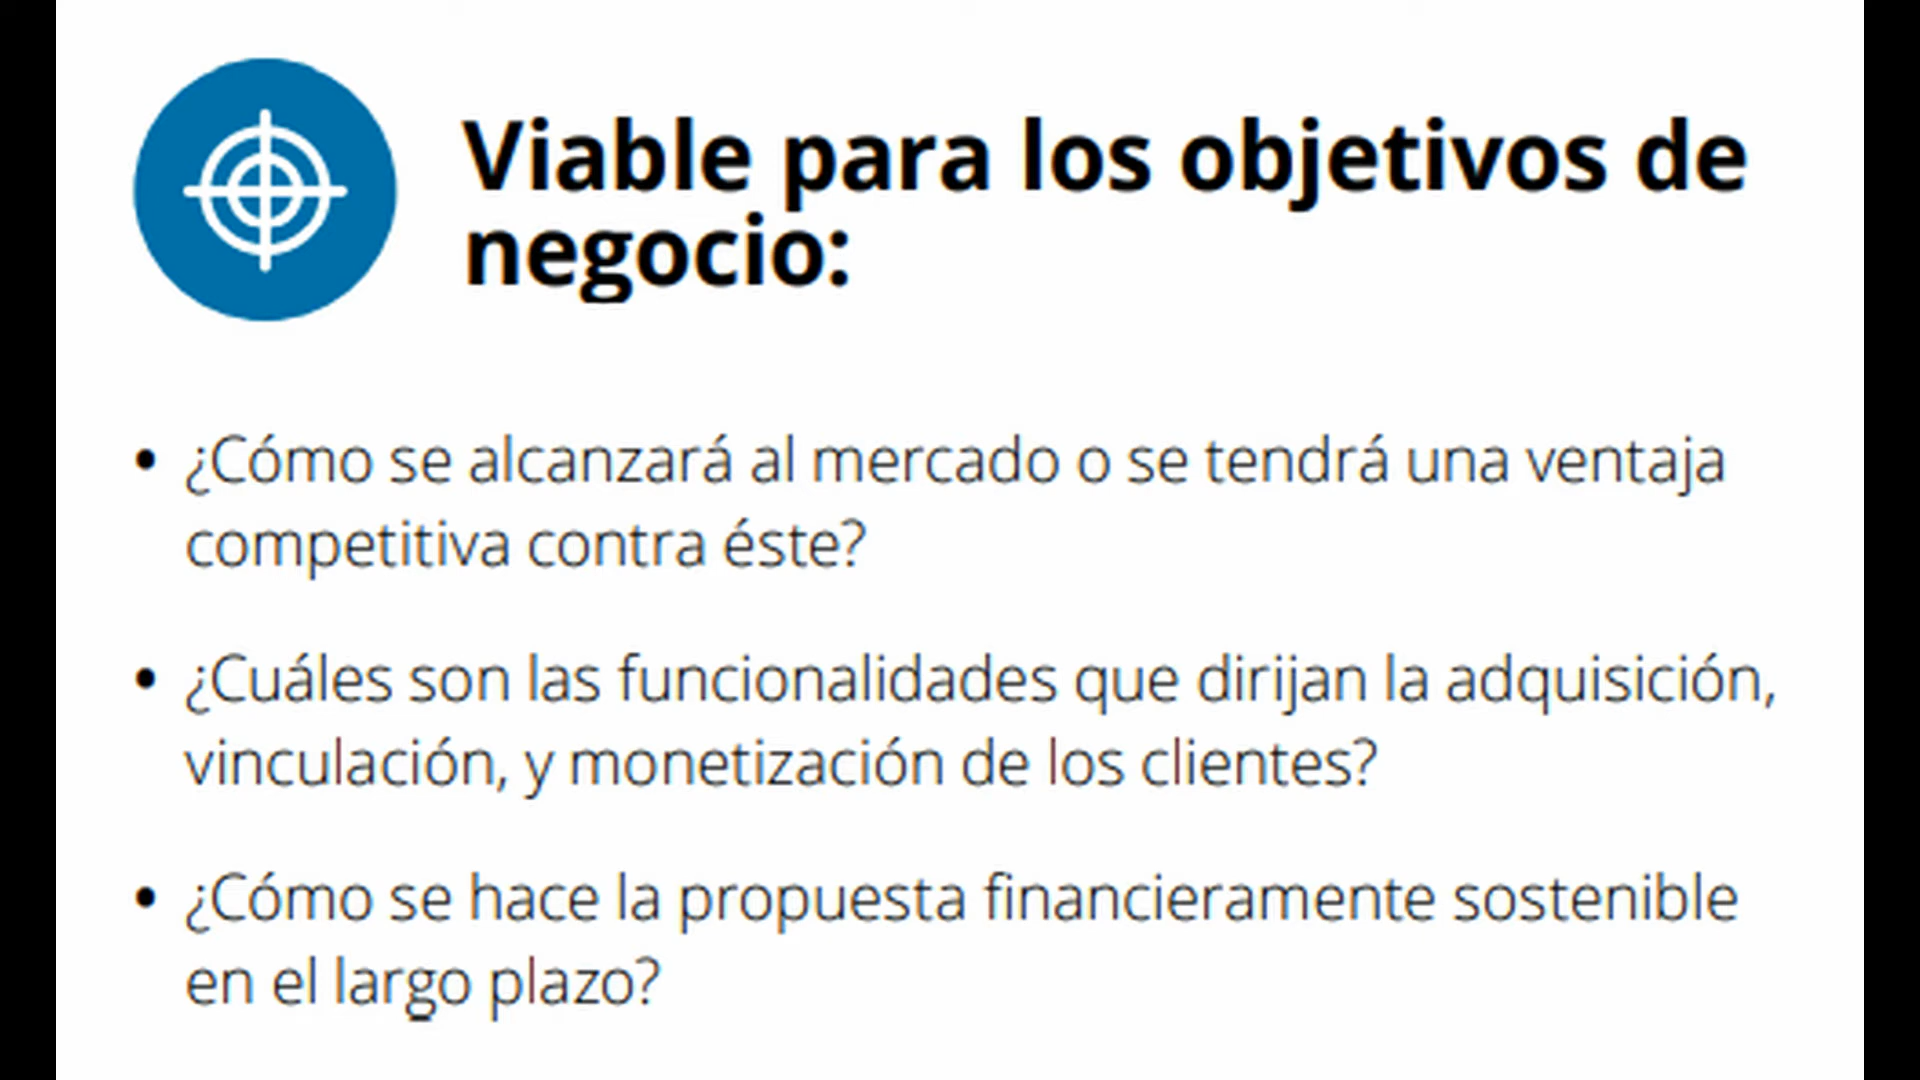 Viable para los objetivos de
negocio:
• ¿Cómo se alcanzará al mercado o se tendrá una ventaja
competitiva contra éste?
• ¿Cuáles son las funcionalidades que dirijan la adquisición,
vinculación, y monetización de los clientes?
• ¿Cómo se hace la propuesta financieramente sostenible
en el largo plazo?